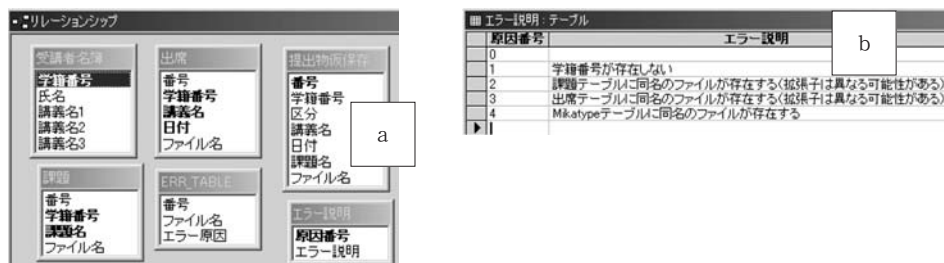 リレーションシップ
受講者名簿
学籍番号
氏名
講義名1
講義名2
講義名3
出席
番号
学籍番号
講義名
日付
ファイル名
提出物仮保存
番号
学籍番号
区分
講義名
日付
課題名
ファイル名
a
課題
番号
学籍番号
課題名
ファイル名
ERR_TABLE
番号
ファイル名
エラー原因
エラー説明
原因番号
エラー説明
エラー説明:テーブル
原因番号 エラー説明
b
0
1 学籍番号が存在しない
2 課題テーブルに同名のファイルが存在する(拡張子は異なる可能性がある)
3 出席テーブルに同名のファイルが存在する(拡張子は異なる可能性がある)
4 Mikatypeテーブルに同名のファイルが存在する